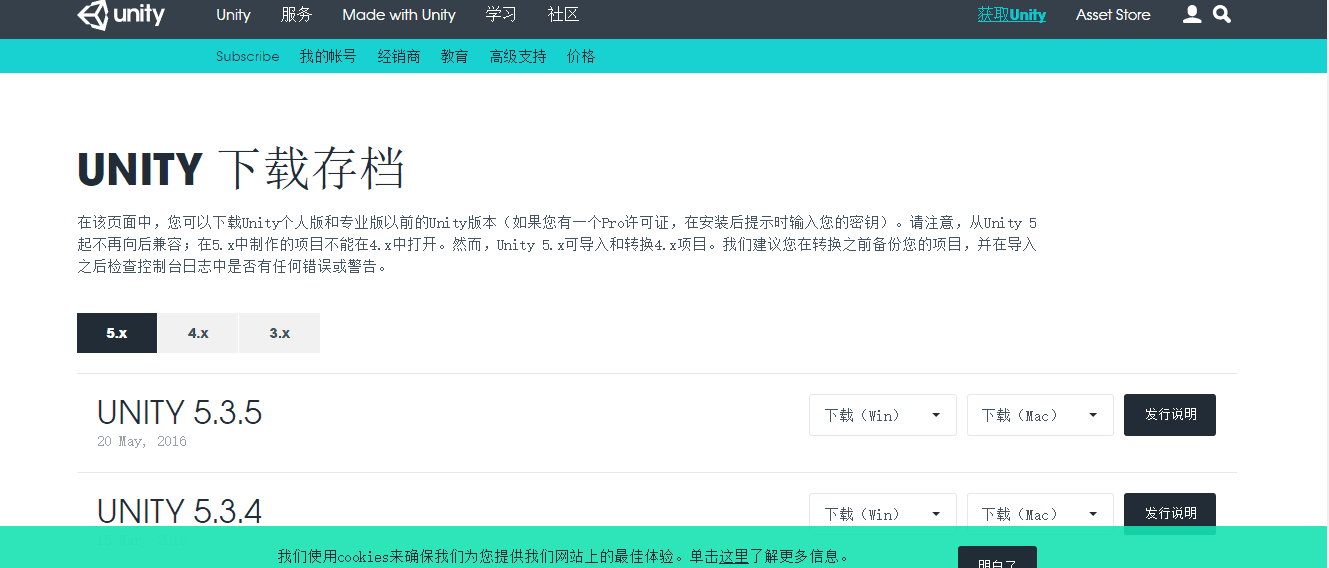 unity Unity 服务 Made with Unity 学习 社区 获取Unity Asset Store
Subscribe 我的帐号 经销商 教育 高级支持 价格
UNITY 下载存档
在该页面中，您可以下载Unity个人版和专业版以前的Unity版本（如果您有一个Pro许可证，在安装后提示时输入您的密钥）。请注意，从Unity 5
起不再向后兼容；在5.x中制作的项目不能在4.x中打开。然而，Unity 5.x可导入和转换4.x项目。我们建议您在转换之前备份您的项目，并在导入
之后检查控制台日志中是否有任何错误或警告。
5.x 4.x 3.x
UNITY 5.3.5 下载（Win） 下载（Mac） 发行说明
20 May, 2016
UNITY 5.3.4 下载（Win） 下载（Mac） 发行说明
我们使用cookies来确保我们为您提供我们网站上的最佳体验。单击这里了解更多信息。 明白了